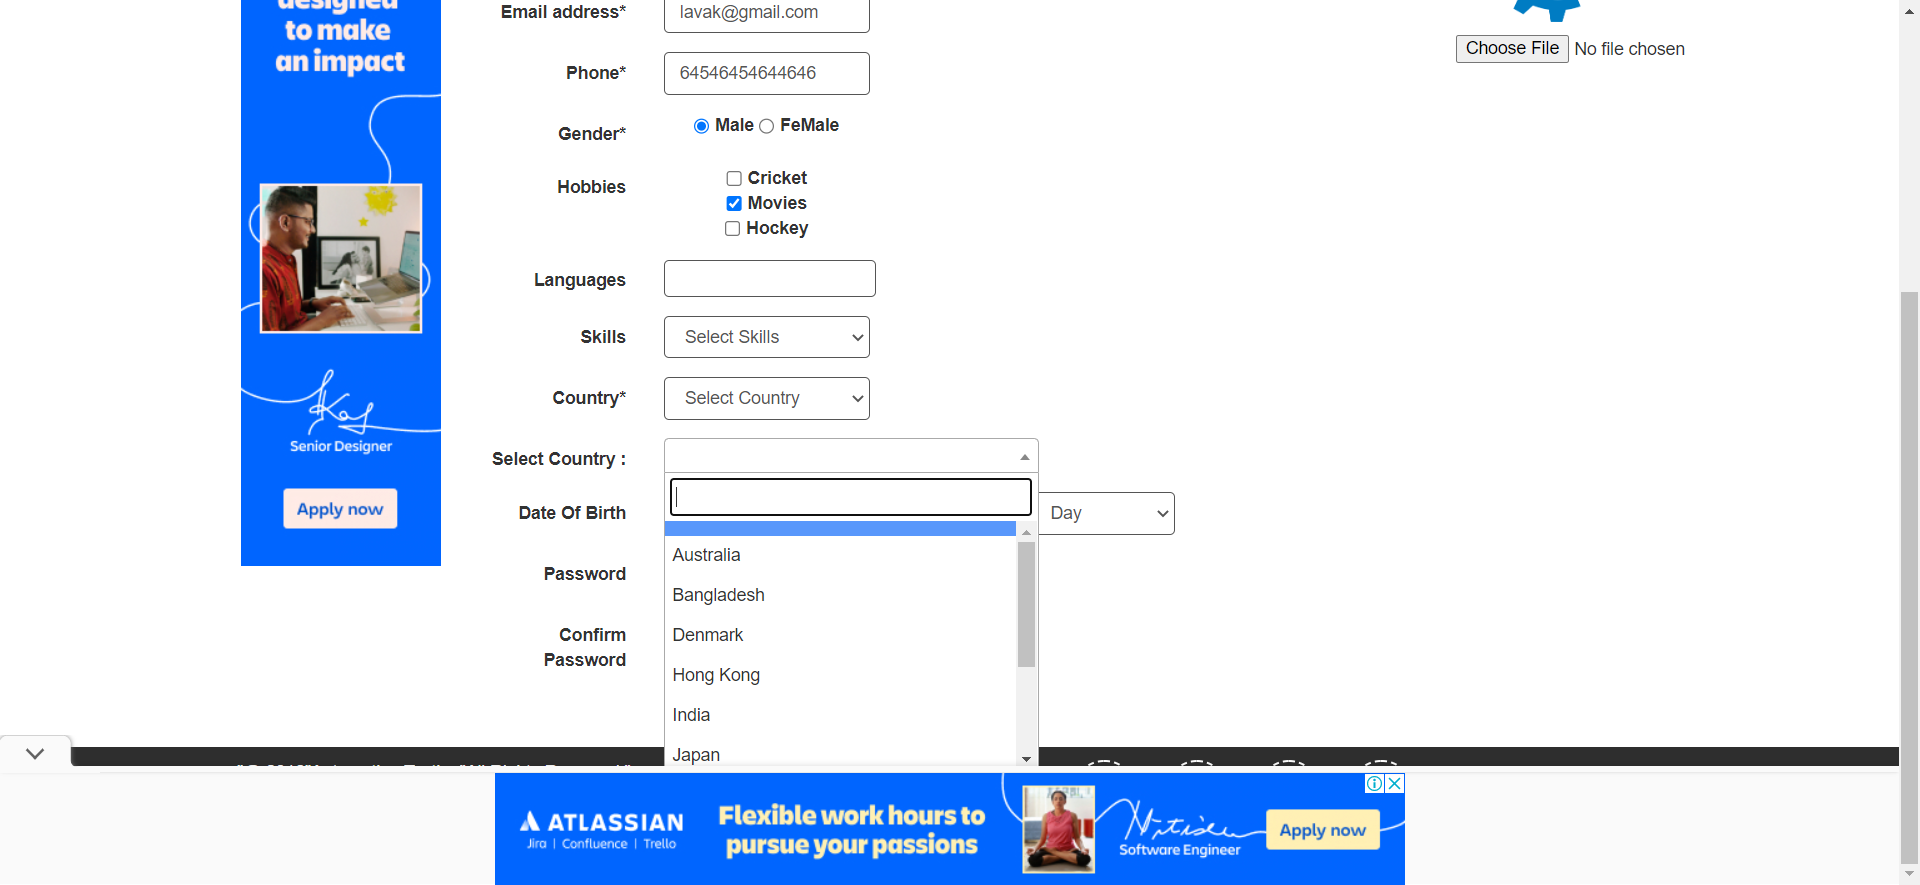 designed
to make
an impact
Senior Designer
Apply now
Email address*
lavak@gmail.com
Phone*
64546454644646
Gender*
Male
FeMale
Hobbies
Cricket
Movies
Hockey
Languages
Skills
Select Skills
Country*
Select Country
Select Country :
Date Of Birth
Day
Password
Confirm
Password
Australia
Bangladesh
Denmark
Hong Kong
India
Japan
Choose File No file chosen
ATLASSIAN
Jira | Confluence | Trello
Flexible work hours to
pursue your passions
Software Engineer
Apply now